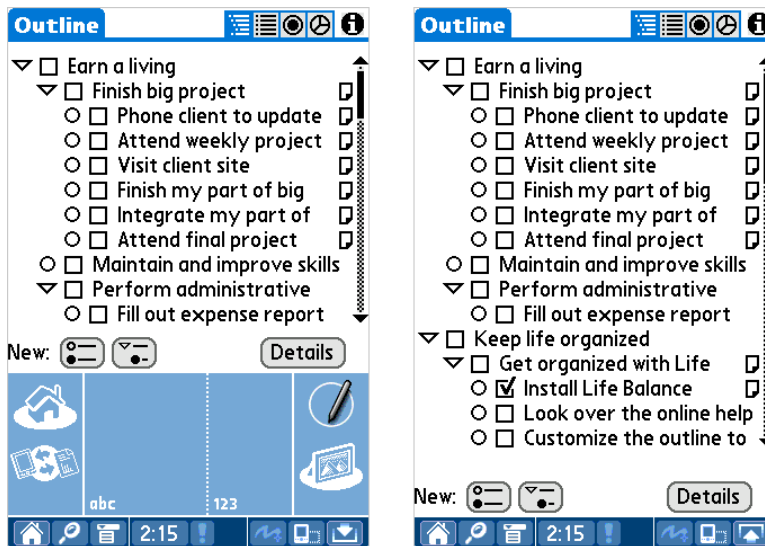 Outline
Earn a living
Finish big project
Phone client to update
Attend weekly project
Visit client site
Finish my part of big
Integrate my part of
Attend final project
Maintain and improve skills
Perform administrative
Fill out expense report
New:
Details
abc
123
2:15
Outline
Earn a living
Finish big project
Phone client to update
Attend weekly project
Visit client site
Finish my part of big
Integrate my part of
Attend final project
Maintain and improve skills
Perform administrative
Fill out expense report
Keep life organized
Get organized with Life
Install Life Balance
Look over the online help
Customize the outline to
New:
Details
2:15